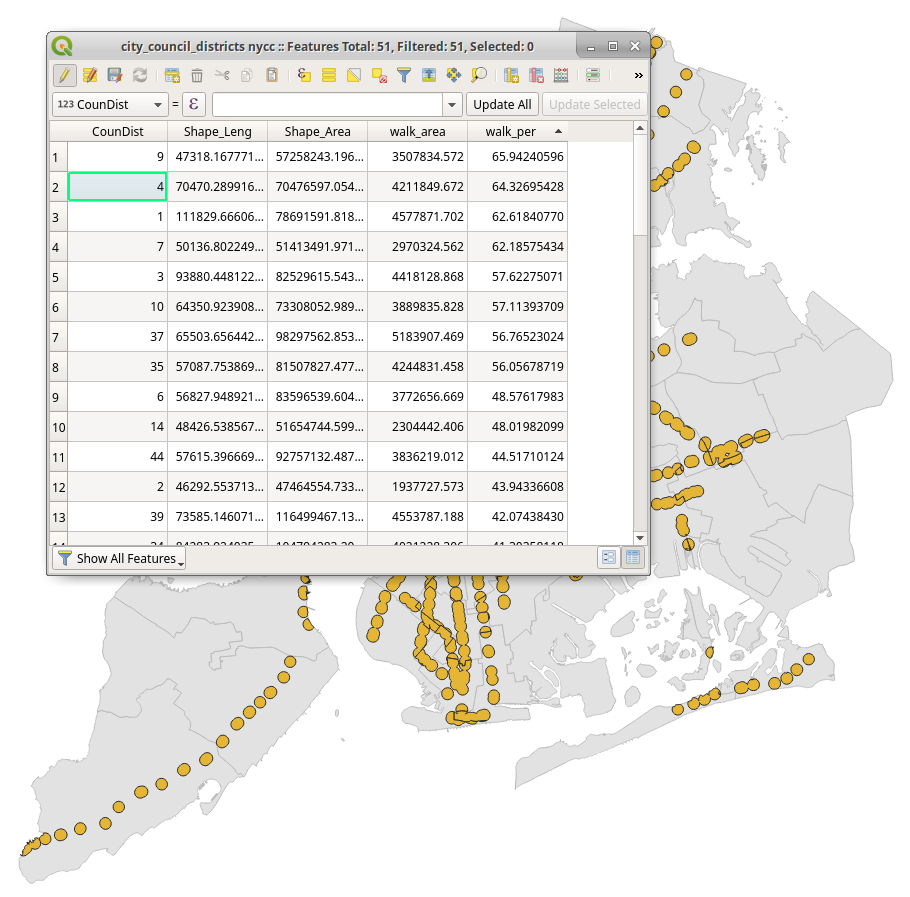 city_council_districts nycc :: Features Total: 51, Filtered: 51, Selected: 0
»
123 CounDist = ε Update All Update Selected
CounDist Shape_Leng Shape_Area walk_area walk_per
1 9 47318.167771... 57258243.196... 3507834.572 65.94240596
2 4 70470.289916... 70476597.054... 4211849.672 64.32695428
3 1 111829.66606... 78691591.818... 4577871.702 62.61840770
4 7 50136.802249... 51413491.971... 2970324.562 62.18575434
5 3 93880.448122... 82529615.543... 4418128.868 57.62275071
6 10 64350.923908... 73308052.989... 3889835.828 57.11393709
7 37 65503.656442... 98297562.853... 5183907.469 56.76523024
8 35 57087.753869... 81507827.477... 4244831.458 56.05678719
9 6 56827.948921... 83596539.604... 3772656.669 48.57617983
10 14 48426.538567... 51654744.599... 2304442.406 48.01982099
11 44 57615.396669... 92757132.487... 3836219.012 44.51710124
12 2 46292.553713... 47464554.733... 1937727.573 43.94336608
13 39 73585.146071... 116499467.13... 4553787.188 42.07438430
Show All Features